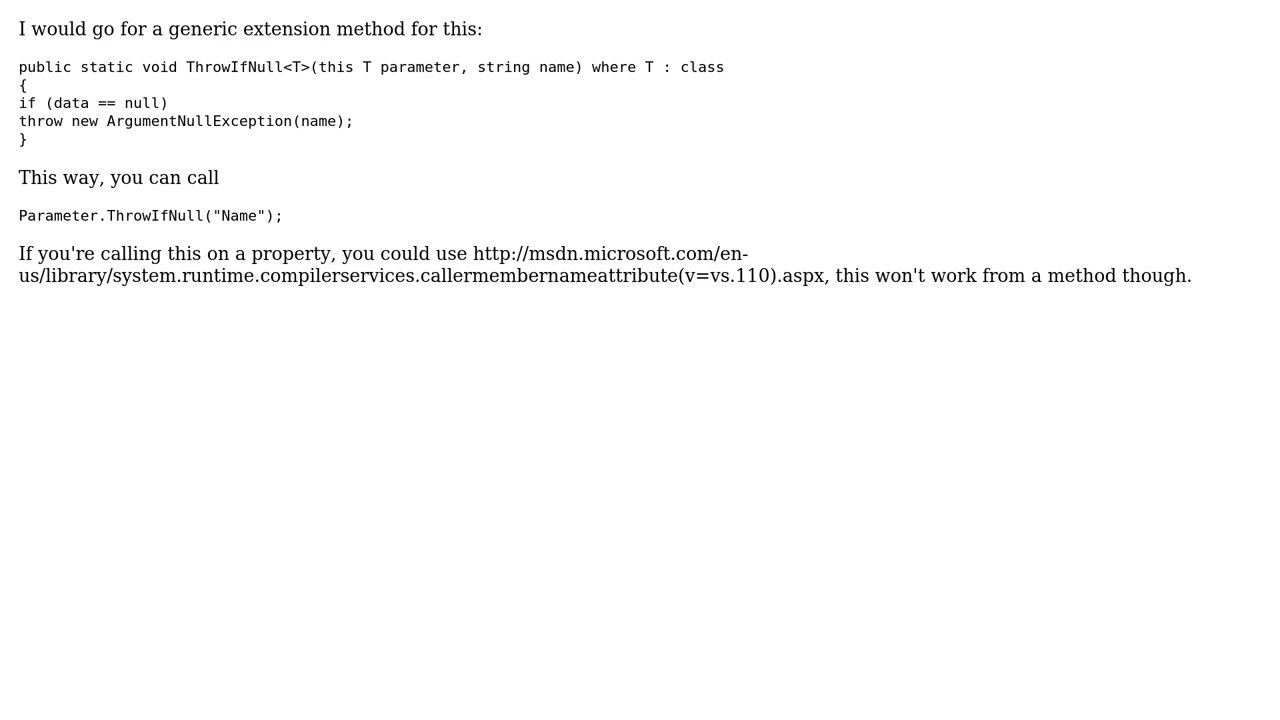 I would go for a generic extension method for this:
public static void ThrowIfNull<T>(this T parameter, string name) where T : class
{
if (data == null)
throw new ArgumentNullException(name);
}
This way, you can call
Parameter.ThrowIfNull("Name");
If you're calling this on a property, you could use http://msdn.microsoft.com/en-
us/library/system.runtime.compilerservices.callermembernameattribute(v=vs.110).aspx, this won't work from a method though.